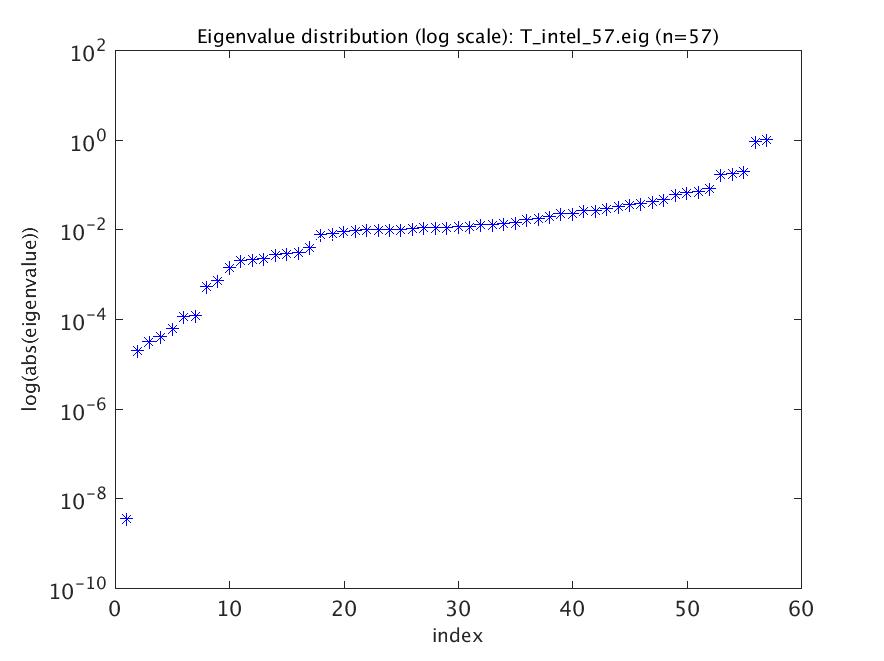 Eigenvalue distribution (log scale): T_intel_57.eig (n=57)
10^2
10^0
10^-2
10^-4
10^-6
10^-8
10^-10
log(abs(eigenvalue))
0 10 20 30 40 50 60
index